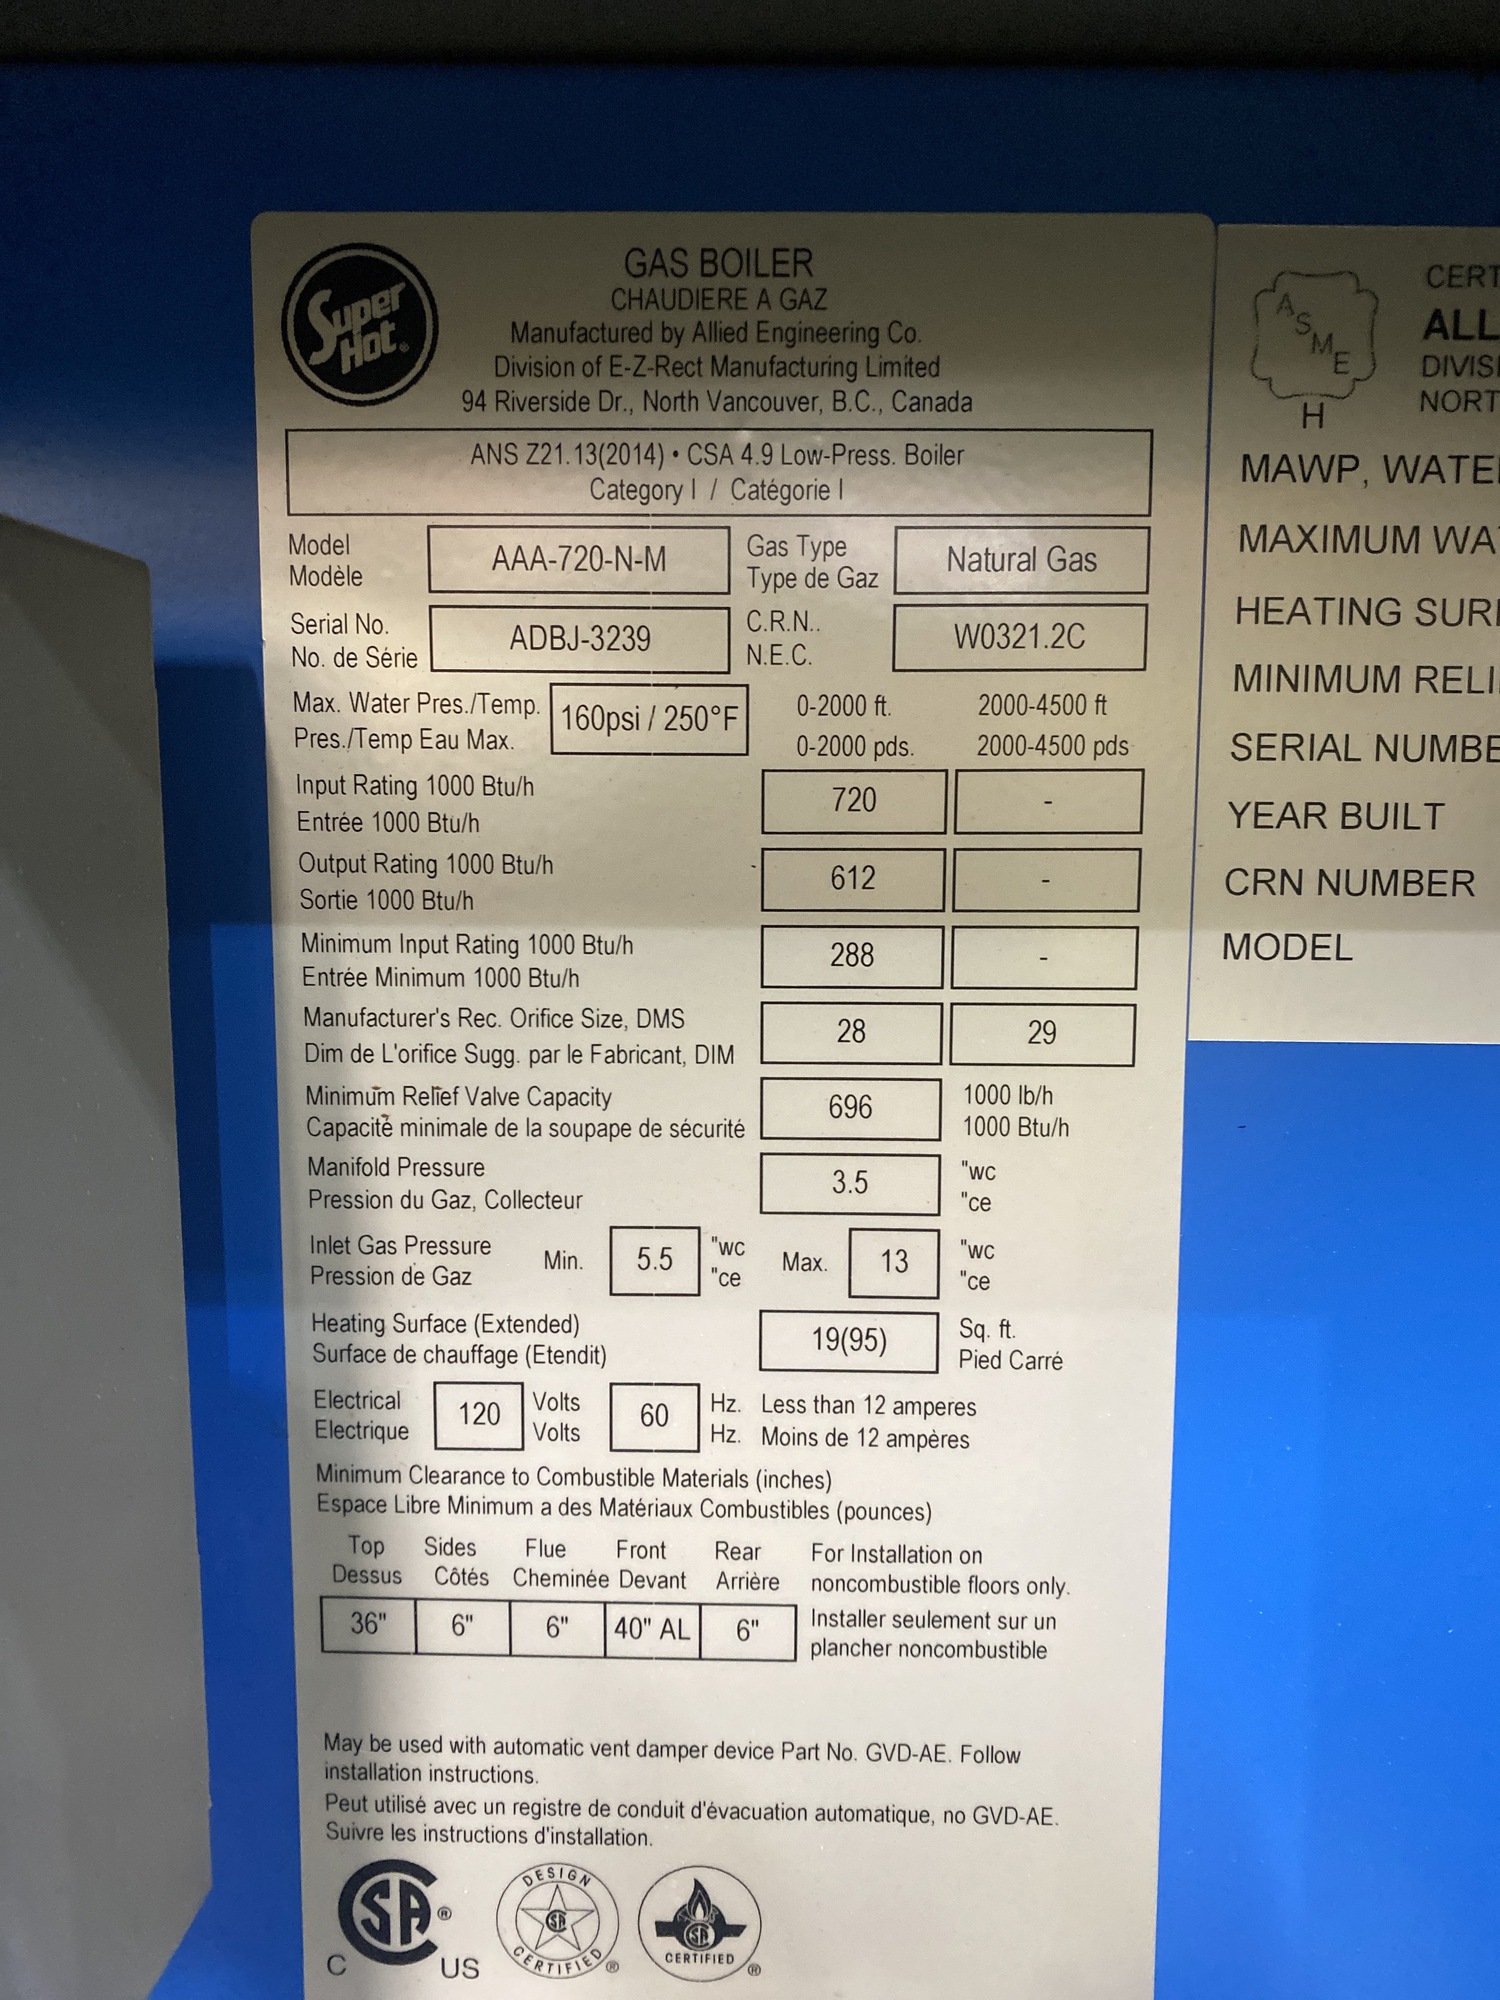 Super Hot®
GAS BOILER
CHAUDIERE A GAZ
Manufactured by Allied Engineering Co.
Division of E-Z-Rect Manufacturing Limited
94 Riverside Dr., North Vancouver, B.C., Canada
ANS Z21.13(2014) • CSA 4.9 Low-Press. Boiler
Category I / Catégorie I
Model AAA-720-N-M Gas Type Natural Gas
Modèle Type de Gaz
Serial No. ADBJ-3239 C.R.N.. W0321.2C
No. de Série N.E.C.
Max. Water Pres./Temp. 160psi / 250°F 0-2000 ft. 2000-4500 ft
Pres./Temp Eau Max. 0-2000 pds. 2000-4500 pds
Input Rating 1000 Btu/h 720 -
Entrée 1000 Btu/h
Output Rating 1000 Btu/h 612 -
Sortie 1000 Btu/h
Minimum Input Rating 1000 Btu/h 288 -
Entrée Minimum 1000 Btu/h
Manufacturer's Rec. Orifice Size, DMS 28 29
Dim de L'orifice Sugg. par le Fabricant, DIM
Minimum Relief Valve Capacity 696 1000 lb/h
Capacité minimale de la soupape de sécurité 1000 Btu/h
Manifold Pressure 3.5 "wc
Pression du Gaz, Collecteur "ce
Inlet Gas Pressure Min. 5.5 "wc Max. 13 "wc
Pression de Gaz "ce "ce
Heating Surface (Extended) 19(95) Sq. ft.
Surface de chauffage (Etendit) Pied Carré
Electrical 120 Volts 60 Hz. Less than 12 amperes
Electrique Volts Hz. Moins de 12 ampères
Minimum Clearance to Combustible Materials (inches)
Espace Libre Minimum a des Matériaux Combustibles (pounces)
Top Sides Flue Front Rear For Installation on
Dessus Côtés Cheminée Devant Arrière noncombustible floors only.
36" 6" 6" 40" AL 6" Installer seulement sur un
plancher noncombustible
May be used with automatic vent damper device Part No. GVD-AE. Follow
installation instructions.
Peut utilisé avec un registre de conduit d'évacuation automatique, no GVD-AE.
Suivre les instructions d'installation.
C SA® US
DESIGN SA CERTIFIED®
SA CERTIFIED®
ASME
H
CERT
ALL
DIVISI
NORT
MAWP, WATE
MAXIMUM WA
HEATING SUR
MINIMUM RELI
SERIAL NUMBE
YEAR BUILT
CRN NUMBER
MODEL